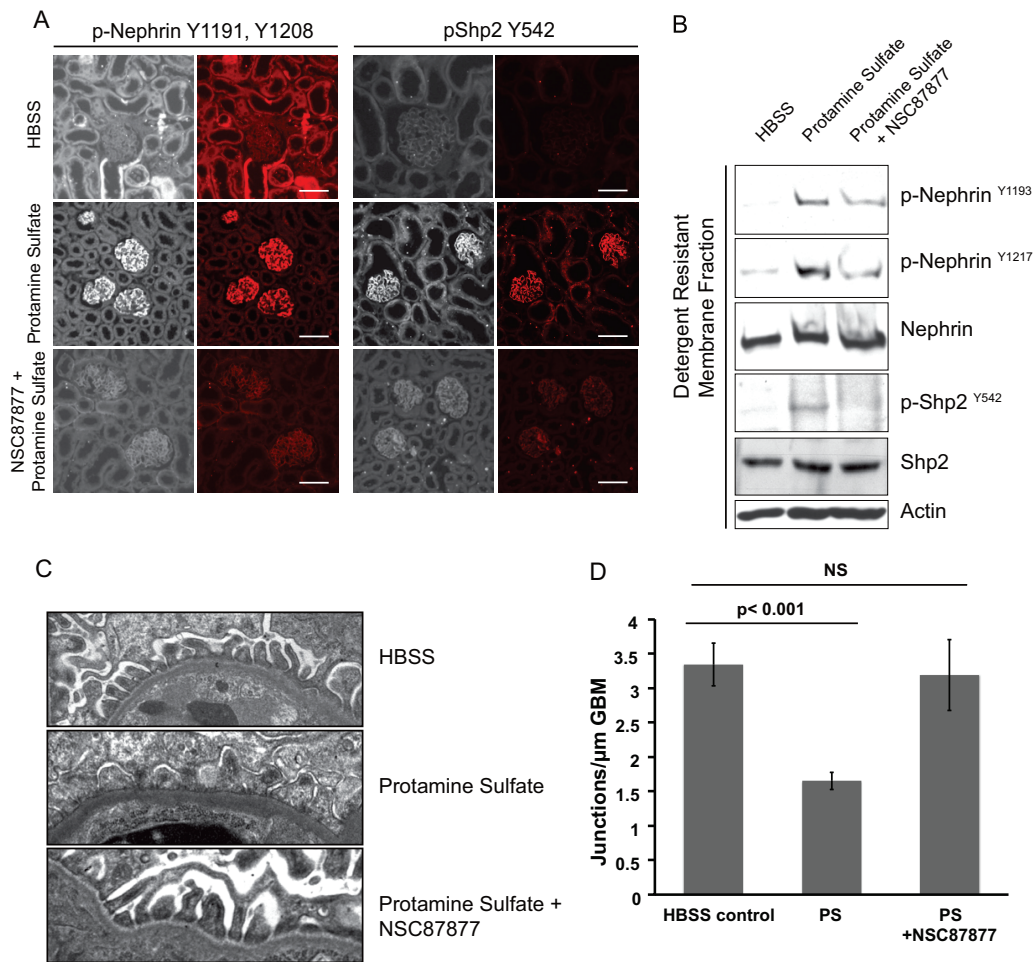 A
p-Nephrin Y1191, Y1208
pShp2 Y542
HBSS
Protamine Sulfate
NSC87877 +
Protamine Sulfate
B
HBSS
Protamine Sulfate
Protamine Sulfate
+ NSC87877
Detergent Resistant
Membrane Fraction
p-Nephrin Y1193
p-Nephrin Y1217
Nephrin
p-Shp2 Y542
Shp2
Actin
C
HBSS
Protamine Sulfate
Protamine Sulfate +
NSC87877
D
NS
p< 0.001
Junctions/µm GBM
4
3.5
3
2.5
2
1.5
1
0.5
0
HBSS control
PS
PS
+NSC87877